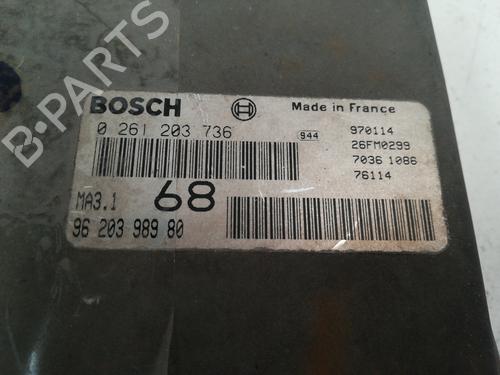 BOSCH
Made in France
0 261 203 736
944
970114
26FM0299
7036 1086
76114
MA3.1
68
96 203 989 80
B-PARTS